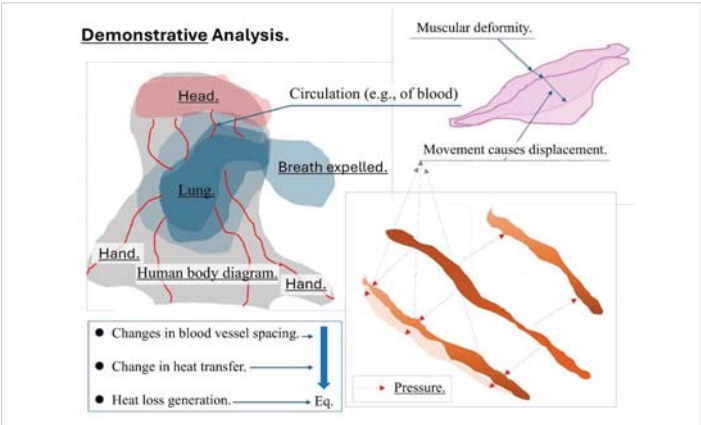 Demonstrative Analysis.
Muscular deformity.
Head.
Circulation (e.g., of blood)
Movement causes displacement.
Breath expelled.
Lung.
Hand.
Human body diagram.
Hand.
Changes in blood vessel spacing.
Change in heat transfer.
Heat loss generation.
Eq.
Pressure.